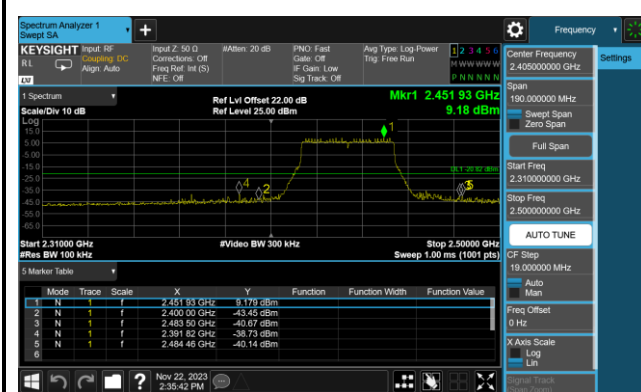 Spectrum Analyzer 1
Swept SA
Frequency
KEYSIGHT Input: RF
Coupling: DC
Align: Auto
RL
LXI
Input Z: 50 Ω
Corrections: Off
Freq Ref: Int (S)
NFE: Off
#Atten: 20 dB
PNO: Fast
Gate: Off
IF Gain: Low
Sig Track: Off
Avg Type: Log-Power
Trig: Free Run
1 2 3 4 5 6
M W W W W W
P N N N N N
Center Frequency
2.405000000 GHz
Settings
Span
190.000000 MHz
Swept Span
Zero Span
Full Span
Start Freq
2.310000000 GHz
Stop Freq
2.500000000 GHz
AUTO TUNE
CF Step
19.000000 MHz
Auto
Man
Freq Offset
0 Hz
X Axis Scale
Log
Lin
Signal Track
(Span Zoom)
1 Spectrum
Scale/Div 10 dB
Ref Lvl Offset 22.00 dB
Ref Level 25.00 dBm
Mkr1 2.451 93 GHz
9.18 dBm
Log
15.0
5.00
-5.00
-15.0
-25.0
-35.0
-45.0
-55.0
-65.0
1
4
2
5
DL1 -20.82 dBm
Start 2.31000 GHz
#Res BW 100 kHz
#Video BW 300 kHz
Stop 2.50000 GHz
Sweep 1.00 ms (1001 pts)
5 Marker Table
Mode Trace Scale X Y Function Function Width Function Value
1 N 1 f 2.451 93 GHz 9.179 dBm
2 N 1 f 2.400 00 GHz -43.45 dBm
3 N 1 f 2.483 50 GHz -40.67 dBm
4 N 1 f 2.391 82 GHz -38.73 dBm
5 N 1 f 2.484 46 GHz -40.14 dBm
6
?
Nov 22, 2023
2:35:42 PM